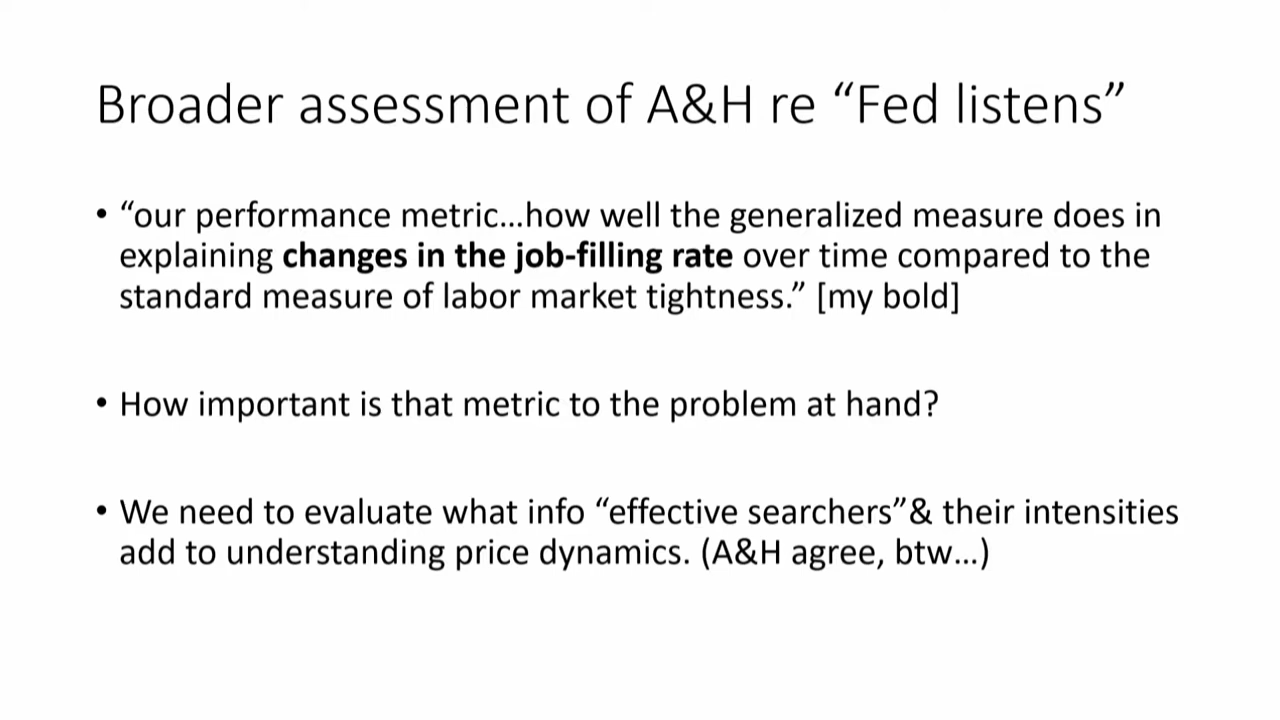 Broader assessment of A&H re “Fed listens”
• “our performance metric…how well the generalized measure does in
explaining changes in the job-filling rate over time compared to the
standard measure of labor market tightness.” [my bold]
• How important is that metric to the problem at hand?
• We need to evaluate what info “effective searchers”& their intensities
add to understanding price dynamics. (A&H agree, btw…)